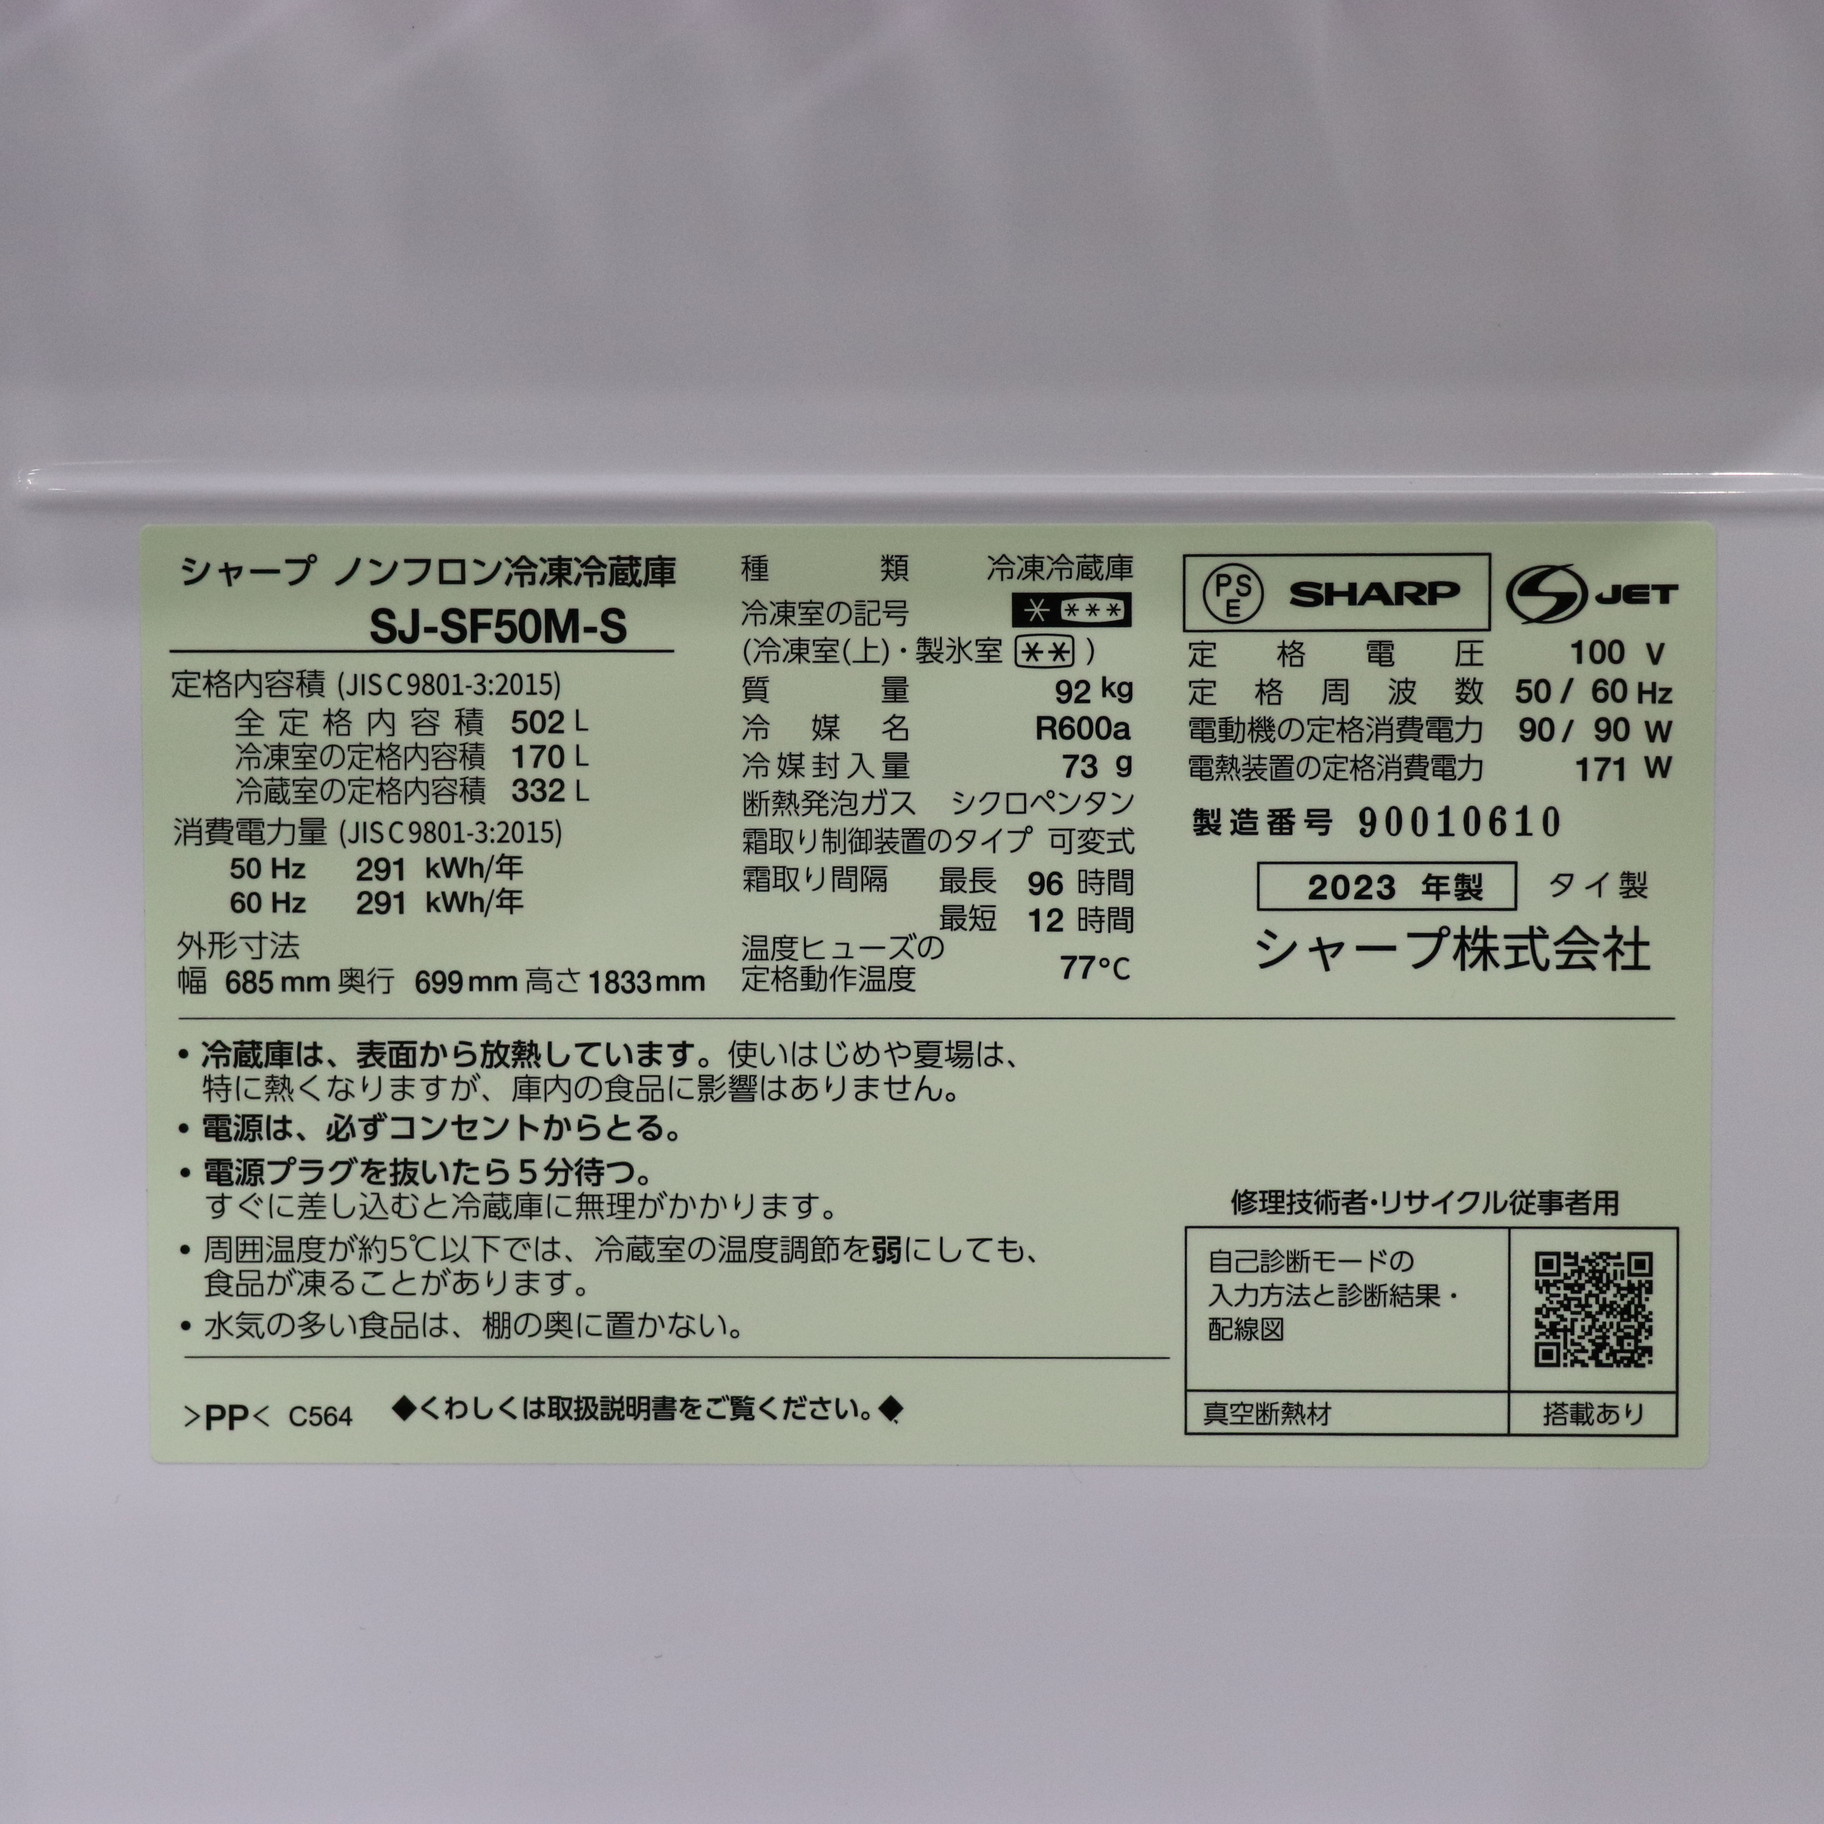 シャープ ノンフロン冷凍冷蔵庫
SJ-SF50M-S
定格内容積 (JIS C 9801-3:2015)
全定格内容積 502 L
冷凍室の定格内容積 170 L
冷蔵室の定格内容積 332 L
消費電力量 (JIS C 9801-3:2015)
50 Hz 291 kWh/年
60 Hz 291 kWh/年
外形寸法
幅 685 mm 奥行 699 mm 高さ 1833 mm
種類 冷凍冷蔵庫
冷凍室の記号 * ***
(冷凍室(上)・製氷室 ** )
質量 92 kg
冷媒名 R600a
冷媒封入量 73 g
断熱発泡ガス シクロペンタン
霜取り制御装置のタイプ 可変式
霜取り間隔 最長 96 時間
最短 12 時間
温度ヒューズの
定格動作温度 77℃
PSE SHARP S JET
定格電圧 100 V
定格周波数 50 / 60 Hz
電動機の定格消費電力 90 / 90 W
電熱装置の定格消費電力 171 W
製造番号 90010610
2023 年製 タイ製
シャープ株式会社
• 冷蔵庫は、表面から放熱しています。使いはじめや夏場は、
特に熱くなりますが、庫内の食品に影響はありません。
• 電源は、必ずコンセントからとる。
• 電源プラグを抜いたら5分待つ。
すぐに差し込むと冷蔵庫に無理がかかります。
• 周囲温度が約5℃以下では、冷蔵室の温度調節を弱にしても、
食品が凍ることがあります。
• 水気の多い食品は、棚の奥に置かない。
>PP< C564 ◆くわしくは取扱説明書をご覧ください。◆
修理技術者・リサイクル従事者用
自己診断モードの
入力方法と診断結果・
配線図
真空断熱材 搭載あり